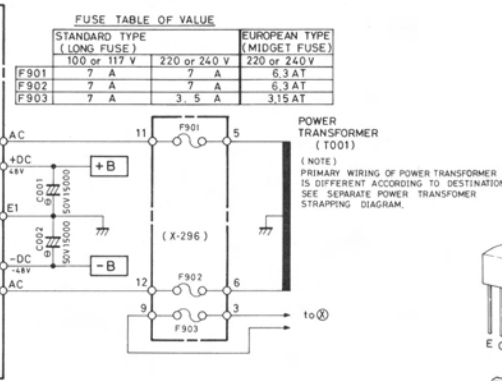 FUSE TABLE OF VALUE
STANDARD TYPE
(LONG FUSE)
EUROPEAN TYPE
(MIDGET FUSE)
100 or 117 V
220 or 240 V
220 or 240 V
F901 7 A 7 A 6,3 AT
F902 7 A 7 A 6,3 AT
F903 7 A 3. 5 A 3,15 AT
AC
11
F901
5
POWER
TRANSFORMER
(T001)
(NOTE)
PRIMARY WIRING OF POWER TRANSFORMER
IS DIFFERENT ACCORDING TO DESTINATION
SEE SEPARATE POWER TRANSFOMER
STRAPPING DIAGRAM.
+DC
48V
+B
C001
50V15000
E1
(X-296)
C002
50V15000
-DC
-48V
-B
AC
12
F902
6
9
F903
3
to Ⓧ
E